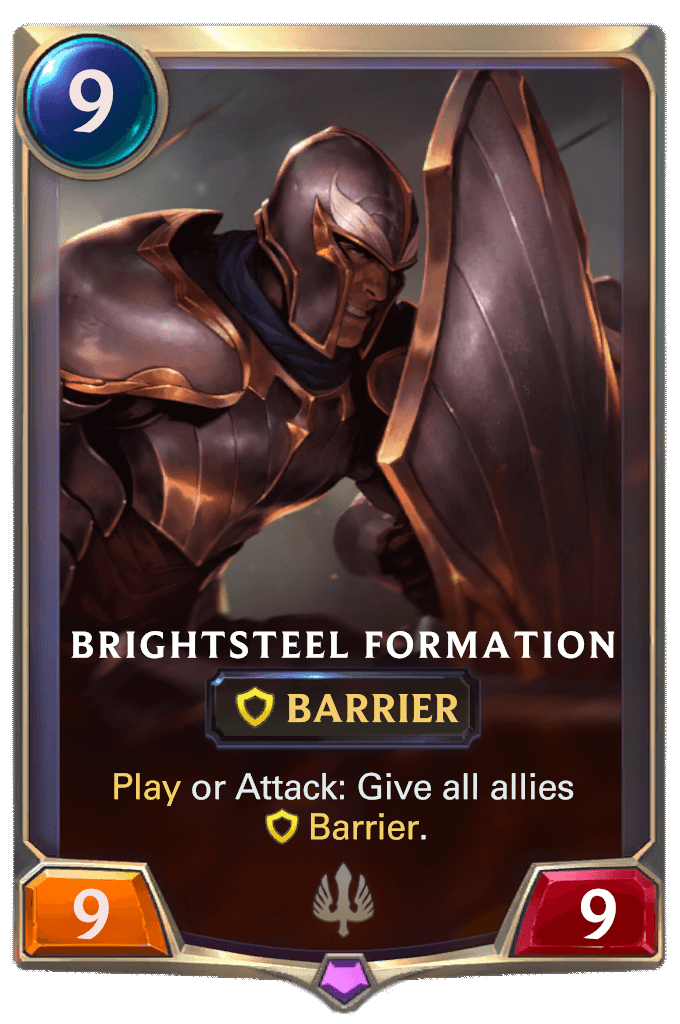 9
BRIGHTSTEEL FORMATION
BARRIER
Play or Attack: Give all allies
Barrier.
9 9